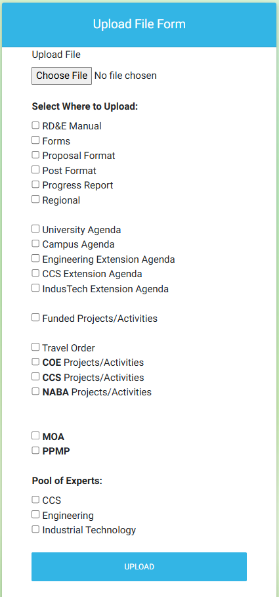 Upload File Form
Upload File
Choose File No file chosen
Select Where to Upload:
RD&E Manual
Forms
Proposal Format
Post Format
Progress Report
Regional
University Agenda
Campus Agenda
Engineering Extension Agenda
CCS Extension Agenda
IndusTech Extension Agenda
Funded Projects/Activities
Travel Order
COE Projects/Activities
CCS Projects/Activities
NABA Projects/Activities
MOA
PPMP
Pool of Experts:
CCS
Engineering
Industrial Technology
UPLOAD